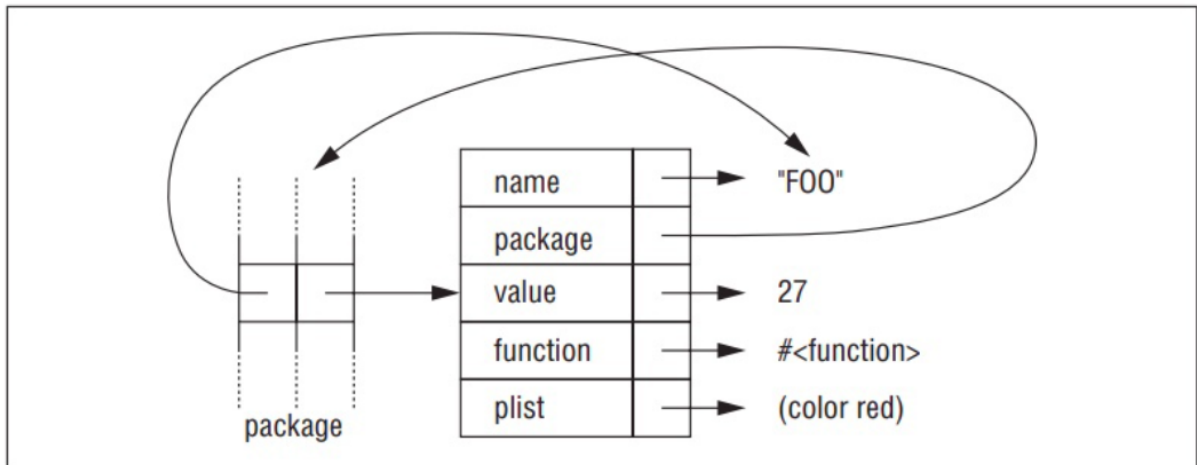 name "FOO"
package
value 27
function #<function>
plist (color red)
package